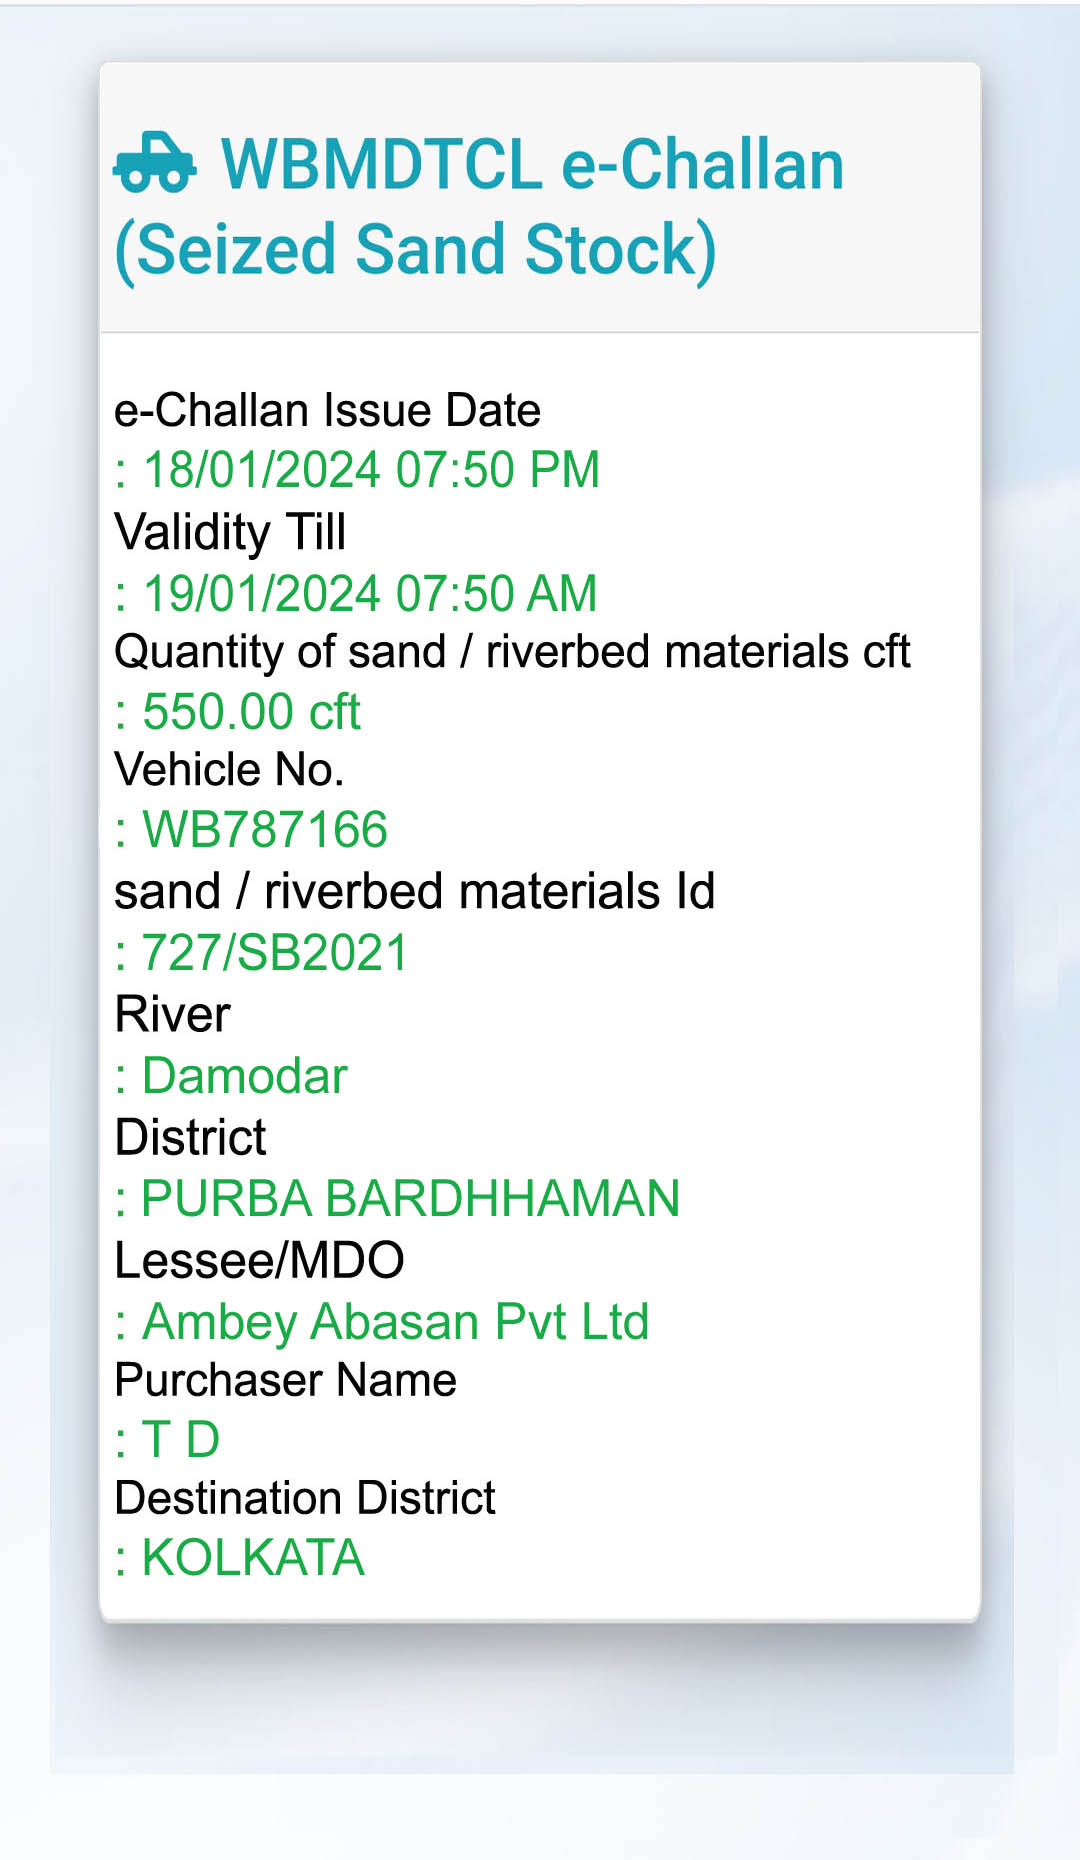 WBMDTCL e-Challan
(Seized Sand Stock)
e-Challan Issue Date
: 18/01/2024 07:50 PM
Validity Till
: 19/01/2024 07:50 AM
Quantity of sand / riverbed materials cft
: 550.00 cft
Vehicle No.
: WB787166
sand / riverbed materials Id
: 727/SB2021
River
: Damodar
District
: PURBA BARDHHAMAN
Lessee/MDO
: Ambey Abasan Pvt Ltd
Purchaser Name
: T D
Destination District
: KOLKATA